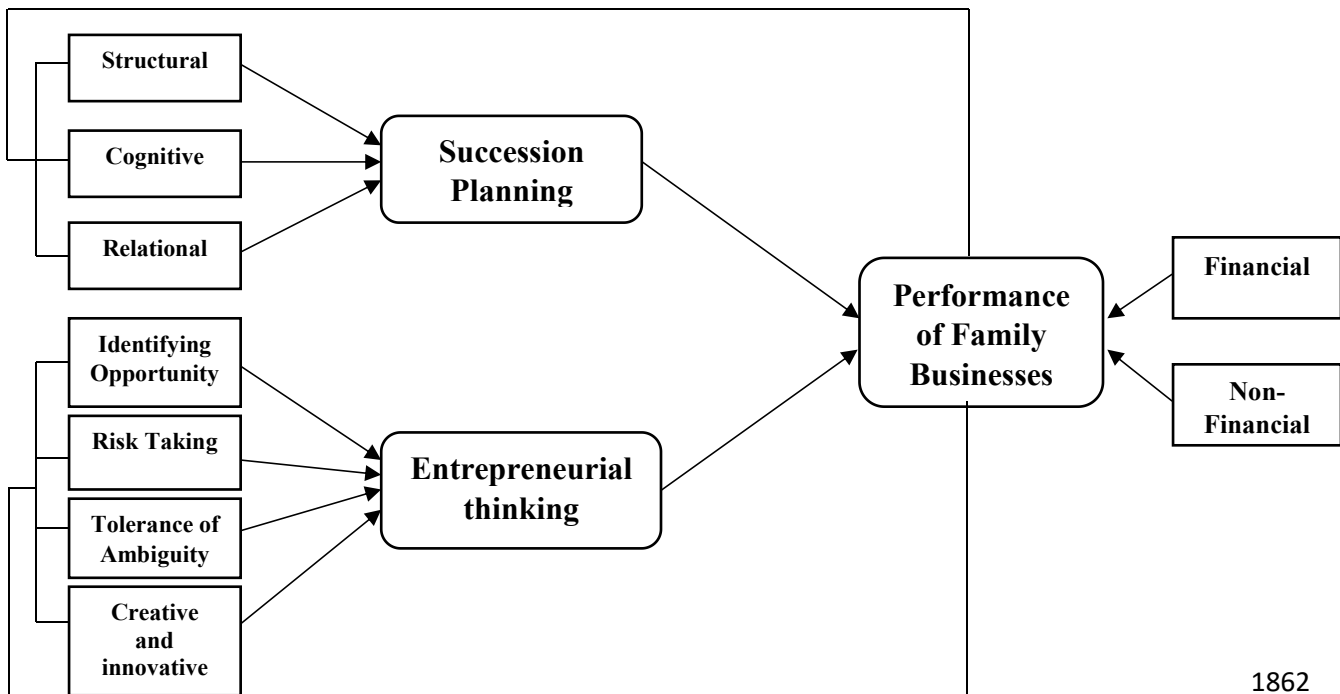 Structural
Cognitive
Relational
Succession
Planning
Identifying
Opportunity
Risk Taking
Tolerance of
Ambiguity
Creative
and
innovative
Entrepreneurial
thinking
Performance
of Family
Businesses
Financial
Non-
Financial
1862